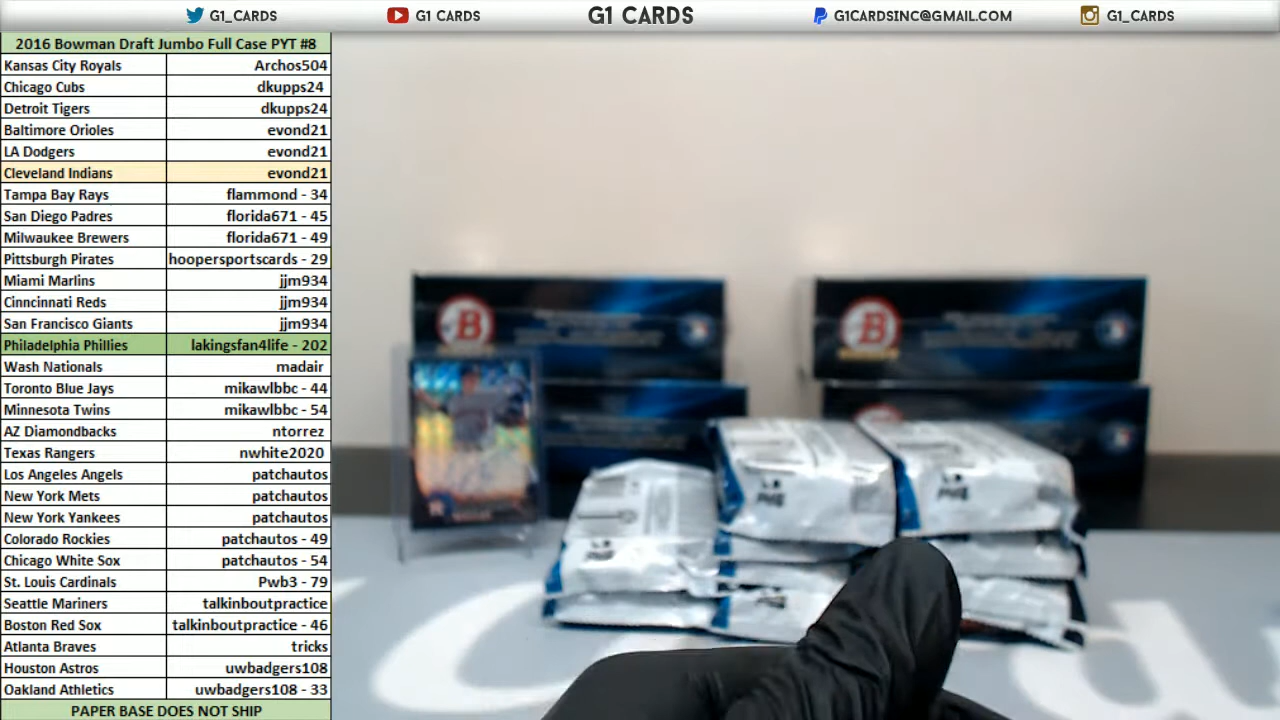 G1_CARDS G1 CARDS G1 CARDS G1CARDSINC@GMAIL.COM G1_CARDS
2016 Bowman Draft Jumbo Full Case PYT #8
Kansas City Royals Archos504
Chicago Cubs dkupps24
Detroit Tigers dkupps24
Baltimore Orioles evond21
LA Dodgers evond21
Cleveland Indians evond21
Tampa Bay Rays flammond - 34
San Diego Padres florida671 - 45
Milwaukee Brewers florida671 - 49
Pittsburgh Pirates hoopersportscards - 29
Miami Marlins jjm934
Cinncinnati Reds jjm934
San Francisco Giants jjm934
Philadelphia Phillies lakingsfan4life - 202
Wash Nationals madair
Toronto Blue Jays mikawlbbc - 44
Minnesota Twins mikawlbbc - 54
AZ Diamondbacks ntorrez
Texas Rangers nwhite2020
Los Angeles Angels patchautos
New York Mets patchautos
New York Yankees patchautos
Colorado Rockies patchautos - 49
Chicago White Sox patchautos - 54
St. Louis Cardinals Pwb3 - 79
Seattle Mariners talkinboutpractice
Boston Red Sox talkinboutpractice - 46
Atlanta Braves tricks
Houston Astros uwbadgers108
Oakland Athletics uwbadgers108 - 33
PAPER BASE DOES NOT SHIP
B
B